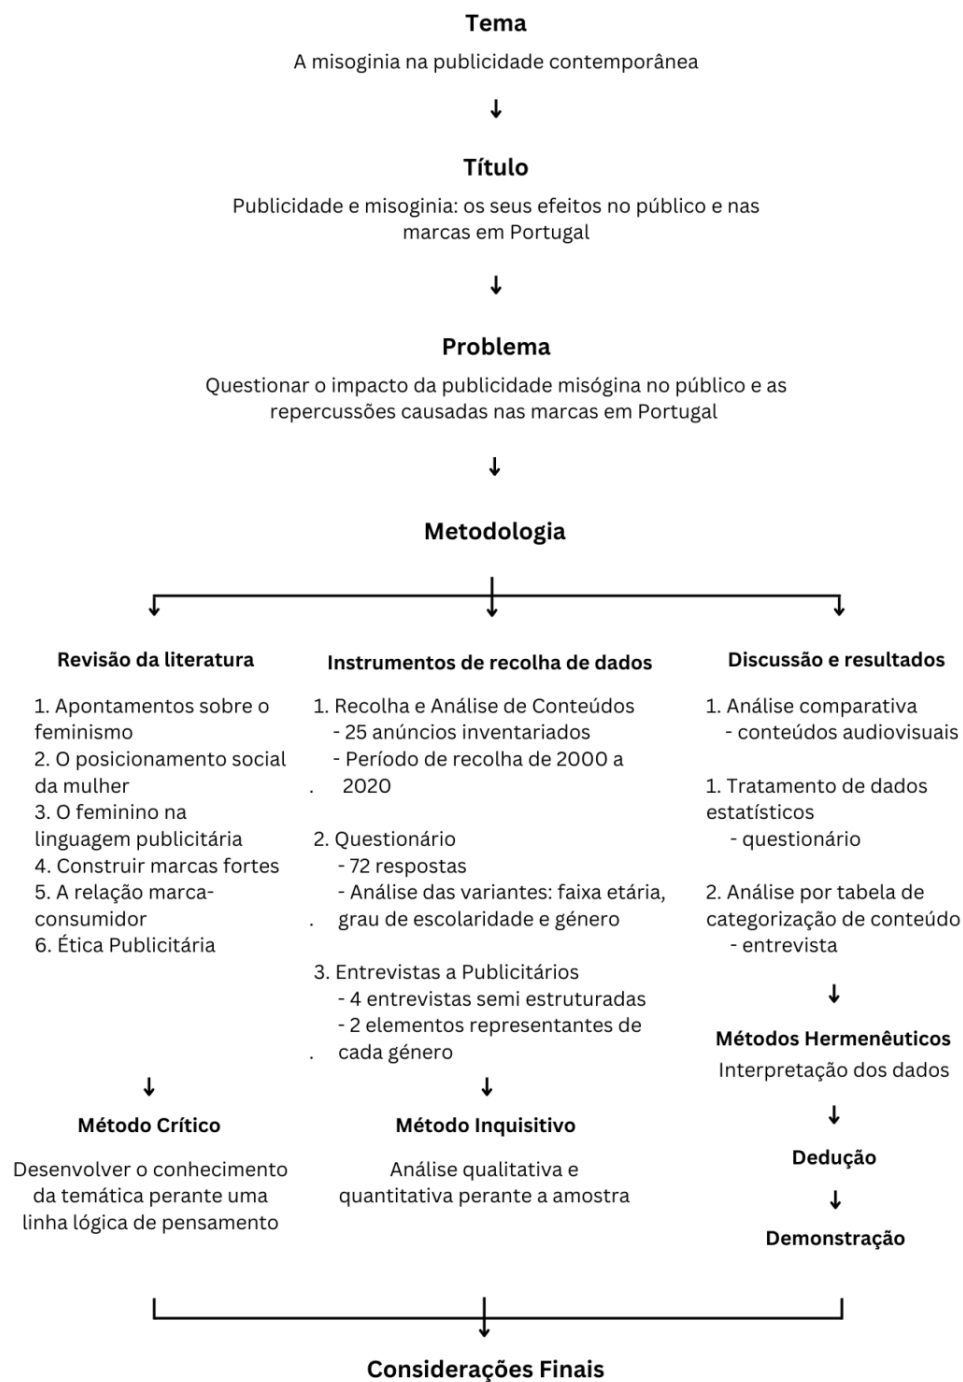 Tema
A misoginia na publicidade contemporânea
Título
Publicidade e misoginia: os seus efeitos no público e nas
marcas em Portugal
Problema
Questionar o impacto da publicidade misógina no público e as
repercussões causadas nas marcas em Portugal
Metodologia
Revisão da literatura
1. Apontamentos sobre o
feminismo
2. O posicionamento social
da mulher
3. O feminino na
linguagem publicitária
4. Construir marcas fortes
5. A relação marca-
consumidor
6. Ética Publicitária
Método Crítico
Desenvolver o conhecimento
da temática perante uma
linha lógica de pensamento
Instrumentos de recolha de dados
1. Recolha e Análise de Conteúdos
- 25 anúncios inventariados
- Período de recolha de 2000 a
. 2020
2. Questionário
- 72 respostas
- Análise das variantes: faixa etária,
. grau de escolaridade e género
3. Entrevistas a Publicitários
- 4 entrevistas semi estruturadas
- 2 elementos representantes de
. cada género
Método Inquisitivo
Análise qualitativa e
quantitativa perante a amostra
Discussão e resultados
1. Análise comparativa
- conteúdos audiovisuais
1. Tratamento de dados
estatísticos
- questionário
2. Análise por tabela de
categorização de conteúdo
- entrevista
Métodos Hermenêuticos
Interpretação dos dados
Dedução
Demonstração
Considerações Finais